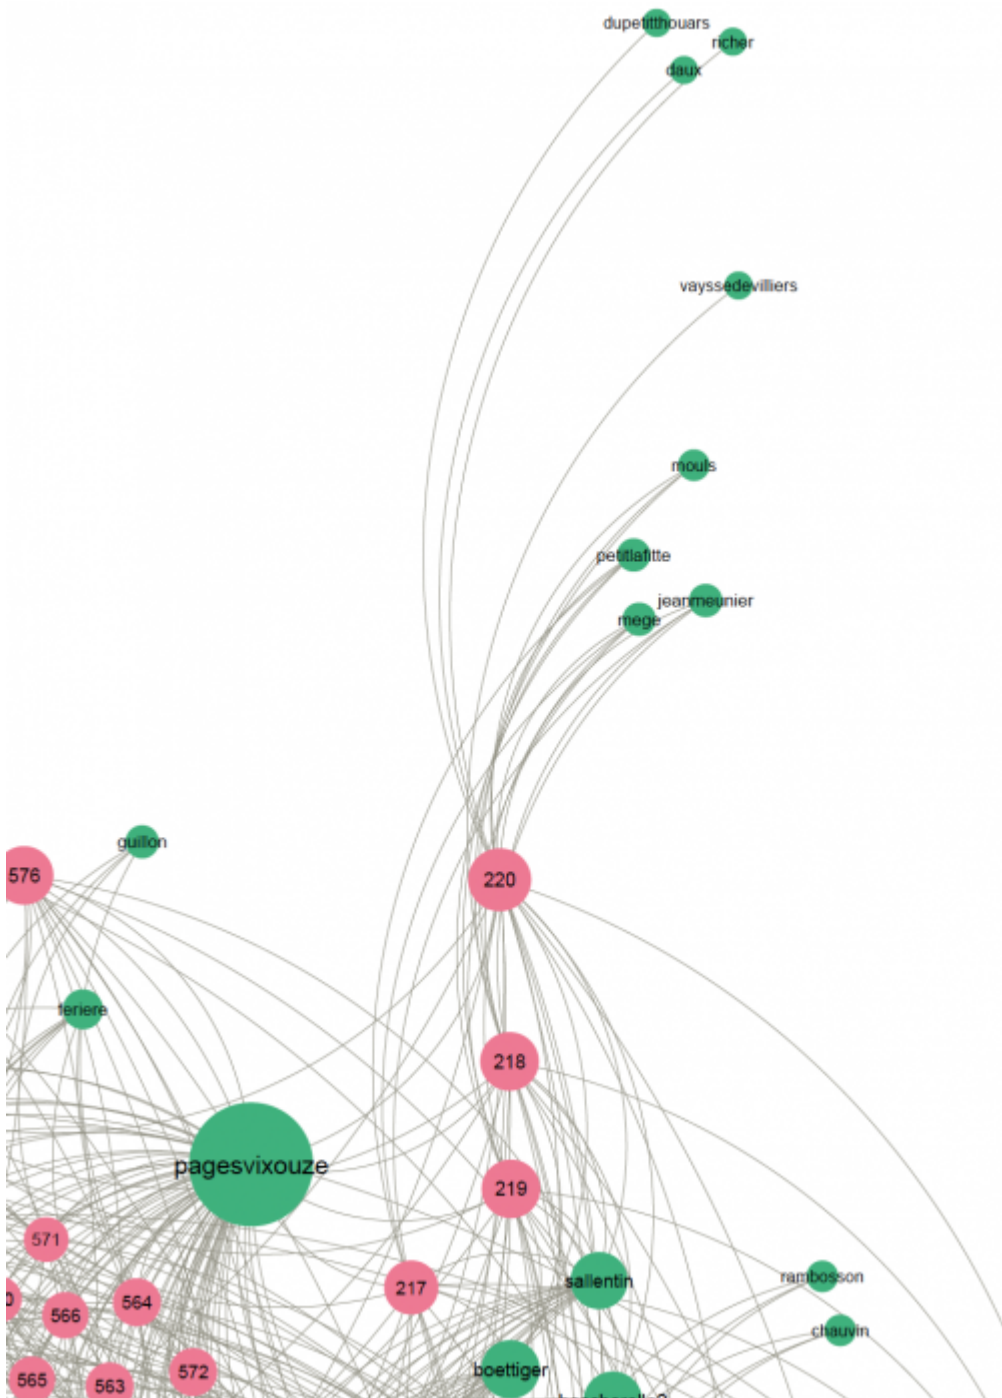 dupetitthouars
richer
daux
vayssedevilliers
mouls
petitlafitte
jeanmeunier
mege
guillon
576
220
feriere
218
pagesvixouze
219
571
sallentin
rambosson
217
564
566
chauvin
boettiger
572
565
563